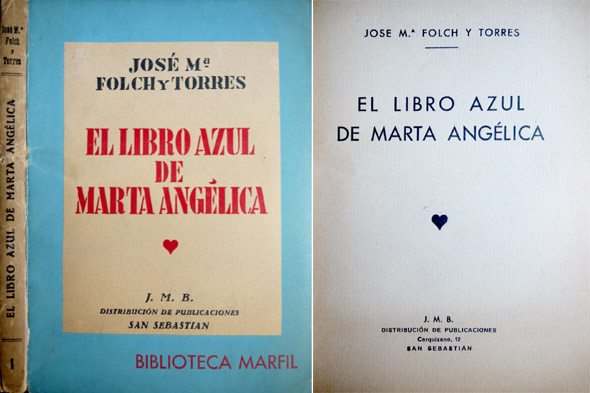 José Mª
Folch
y
Torres
EL LIBRO AZUL DE MARTA ANGÉLICA
1
JOSÉ Mª
FOLCH Y TORRES
EL LIBRO AZUL
DE
MARTA ANGÉLICA
J. M. B.
DISTRIBUCIÓN DE PUBLICACIONES
SAN SEBASTIAN
BIBLIOTECA MARFIL
JOSE M.ª FOLCH Y TORRES
EL LIBRO AZUL
DE MARTA ANGÉLICA
J. M. B.
DISTRIBUCIÓN DE PUBLICACIONES
Carquizano, 12
SAN SEBASTIÁN